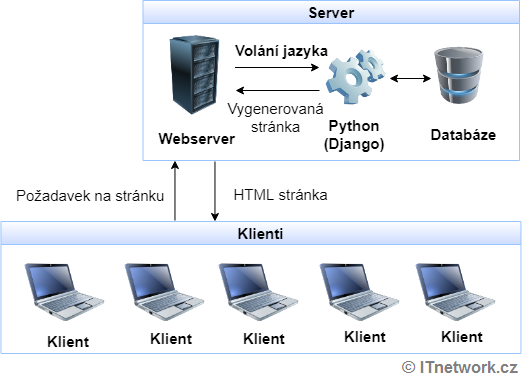 Server
Volání jazyka
Vygenerovaná
stránka
Webserver
Python
(Django)
Databáze
Požadavek na stránku
HTML stránka
Klienti
Klient
Klient
Klient
Klient
Klient
© ITnetwork.cz